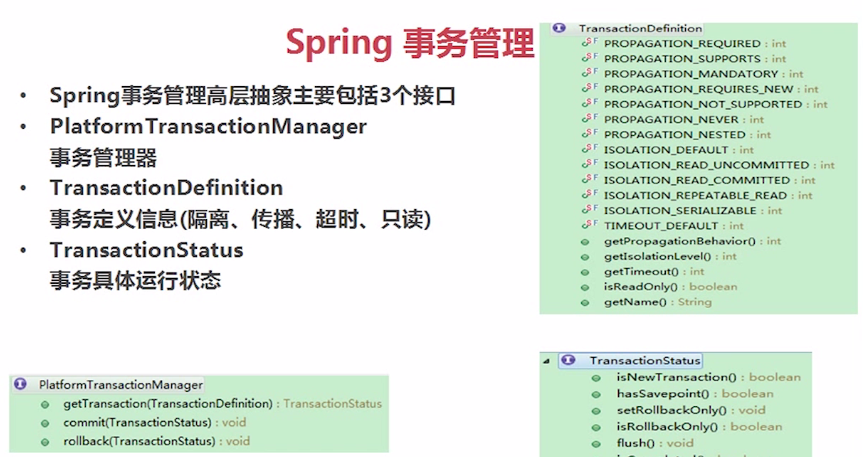 Spring 事务管理
• Spring事务管理高层抽象主要包括3个接口
• PlatformTransactionManager
事务管理器
• TransactionDefinition
事务定义信息(隔离、传播、超时、只读)
• TransactionStatus
事务具体运行状态
TransactionDefinition
PROPAGATION_REQUIRED : int
PROPAGATION_SUPPORTS : int
PROPAGATION_MANDATORY : int
PROPAGATION_REQUIRES_NEW : int
PROPAGATION_NOT_SUPPORTED : int
PROPAGATION_NEVER : int
PROPAGATION_NESTED : int
ISOLATION_DEFAULT : int
ISOLATION_READ_UNCOMMITTED : int
ISOLATION_READ_COMMITTED : int
ISOLATION_REPEATABLE_READ : int
ISOLATION_SERIALIZABLE : int
TIMEOUT_DEFAULT : int
getPropagationBehavior() : int
getIsolationLevel() : int
getTimeout() : int
isReadOnly() : boolean
getName() : String
PlatformTransactionManager
getTransaction(TransactionDefinition) : TransactionStatus
commit(TransactionStatus) : void
rollback(TransactionStatus) : void
TransactionStatus
isNewTransaction() : boolean
hasSavepoint() : boolean
setRollbackOnly() : void
isRollbackOnly() : boolean
flush() : void